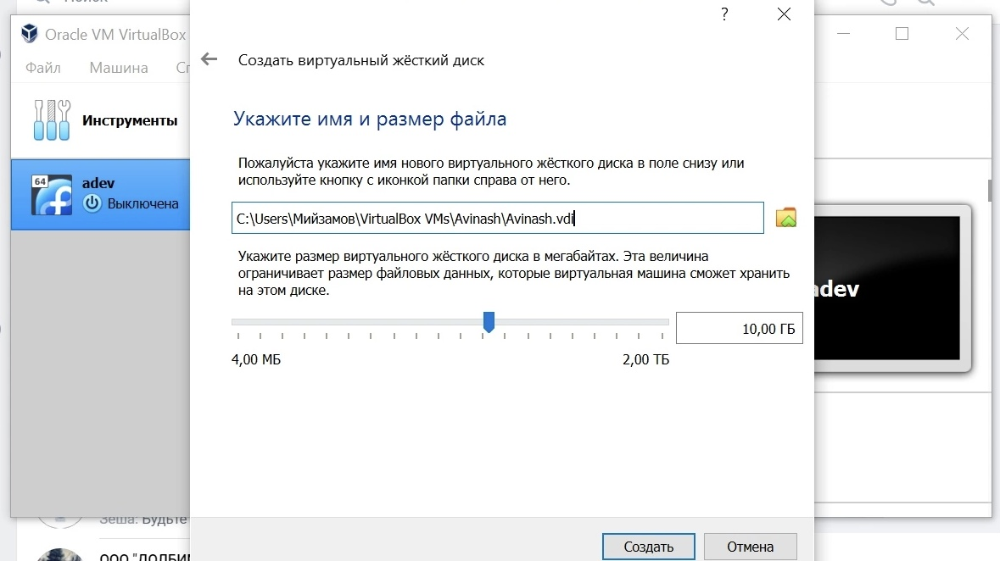 ?
Oracle VM VirtualBox
Файл Машина
Создать виртуальный жёсткий диск
Инструменты
Укажите имя и размер файла
Пожалуйста укажите имя нового виртуального жёсткого диска в поле снизу или
используйте кнопку с иконкой папки справа от него.
64
adev
Выключена
C:\Users\Мийзамов\VirtualBox VMs\Avinash\Avinash.vdi
Укажите размер виртуального жёсткого диска в мегабайтах. Эта величина
ограничивает размер файловых данных, которые виртуальная машина сможет хранить
на этом диске.
adev
10,00 ГБ
4,00 МБ 2,00 ТБ
Зеша: Будьте
ООО
Создать Отмена